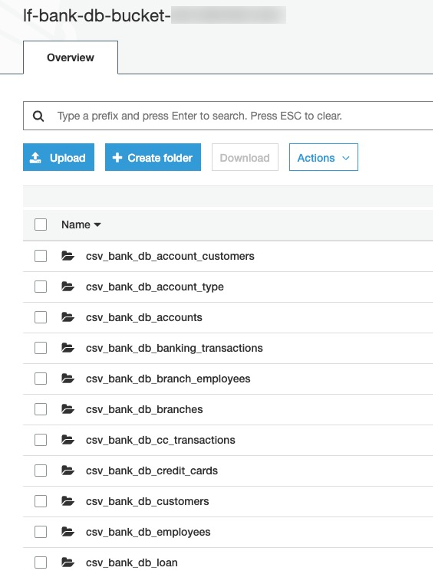 lf-bank-db-bucket-
Overview
Type a prefix and press Enter to search. Press ESC to clear.
Upload Create folder Download Actions
Name
csv_bank_db_account_customers
csv_bank_db_account_type
csv_bank_db_accounts
csv_bank_db_banking_transactions
csv_bank_db_branch_employees
csv_bank_db_branches
csv_bank_db_cc_transactions
csv_bank_db_credit_cards
csv_bank_db_customers
csv_bank_db_employees
csv_bank_db_loan